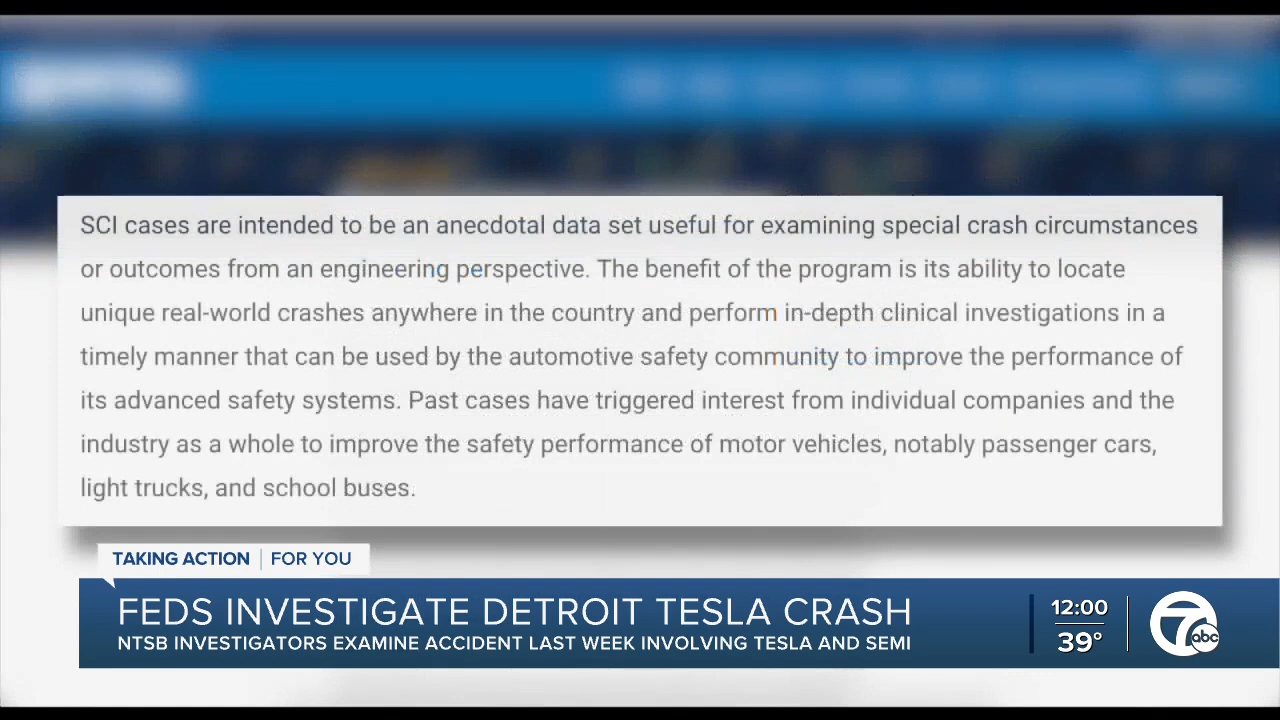 SCI cases are intended to be an anecdotal data set useful for examining special crash circumstances
or outcomes from an engineering perspective. The benefit of the program is its ability to locate
unique real-world crashes anywhere in the country and perform in-depth clinical investigations in a
timely manner that can be used by the automotive safety community to improve the performance of
its advanced safety systems. Past cases have triggered interest from individual companies and the
industry as a whole to improve the safety performance of motor vehicles, notably passenger cars,
light trucks, and school buses.
TAKING ACTION | FOR YOU
FEDS INVESTIGATE DETROIT TESLA CRASH
NTSB INVESTIGATORS EXAMINE ACCIDENT LAST WEEK INVOLVING TESLA AND SEMI
12:00
39°
7 abc